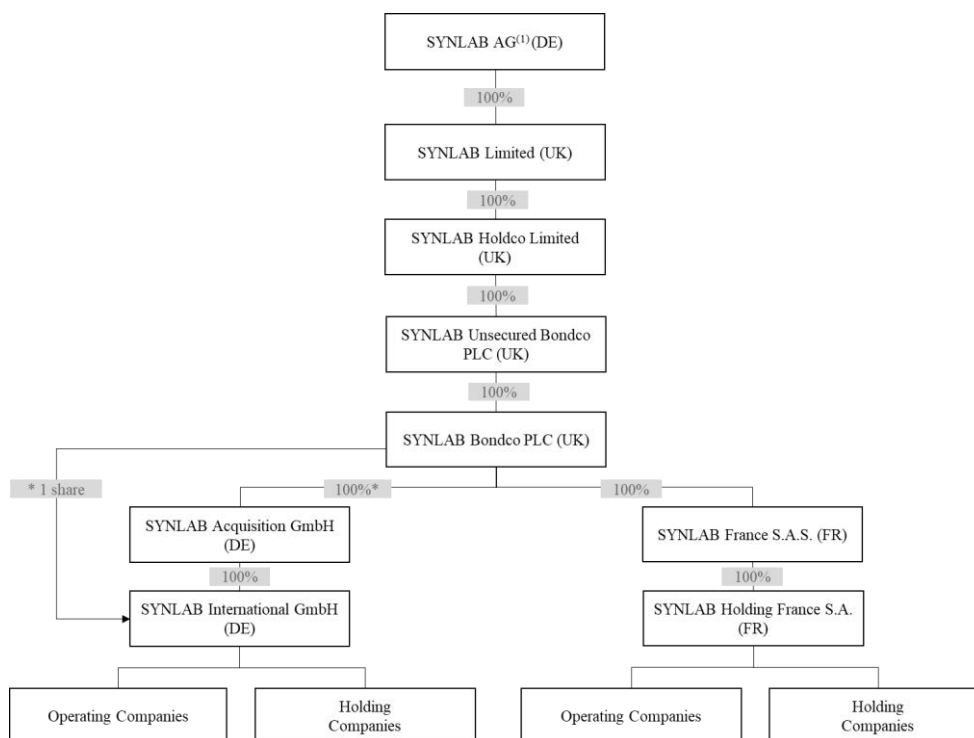 SYNLAB AG(1) (DE)
100%
SYNLAB Limited (UK)
100%
SYNLAB Holdco Limited
(UK)
100%
SYNLAB Unsecured Bondco
PLC (UK)
100%
SYNLAB Bondco PLC (UK)
* 1 share
100%*
100%
SYNLAB Acquisition GmbH
(DE)
SYNLAB France S.A.S. (FR)
100%
100%
SYNLAB International GmbH
(DE)
SYNLAB Holding France S.A.
(FR)
Operating Companies
Holding
Companies
Operating Companies
Holding
Companies